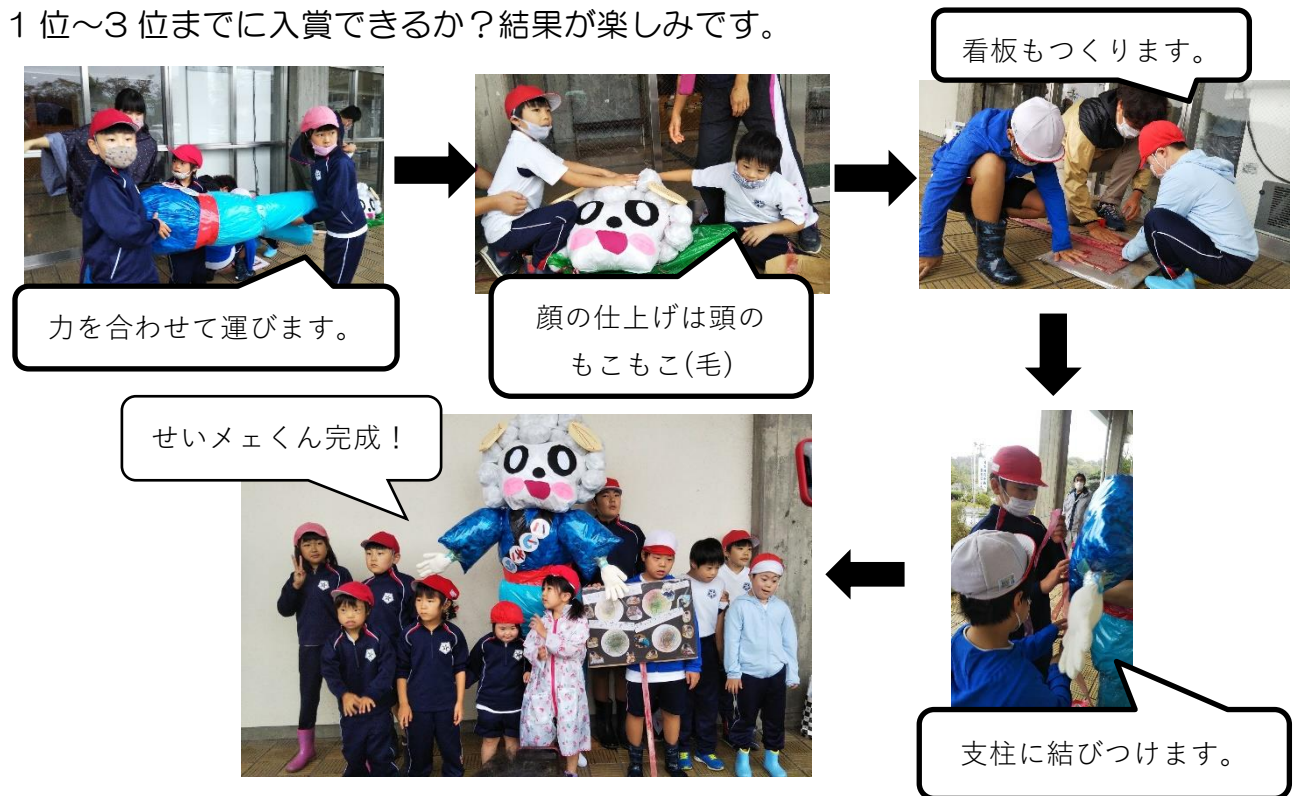 1位～3位までに入賞できるか？結果が楽しみです。
力を合わせて運びます。
顔の仕上げは頭の
もこもこ(毛)
看板もつくります。
支柱に結びつけます。
せいメェくん完成！